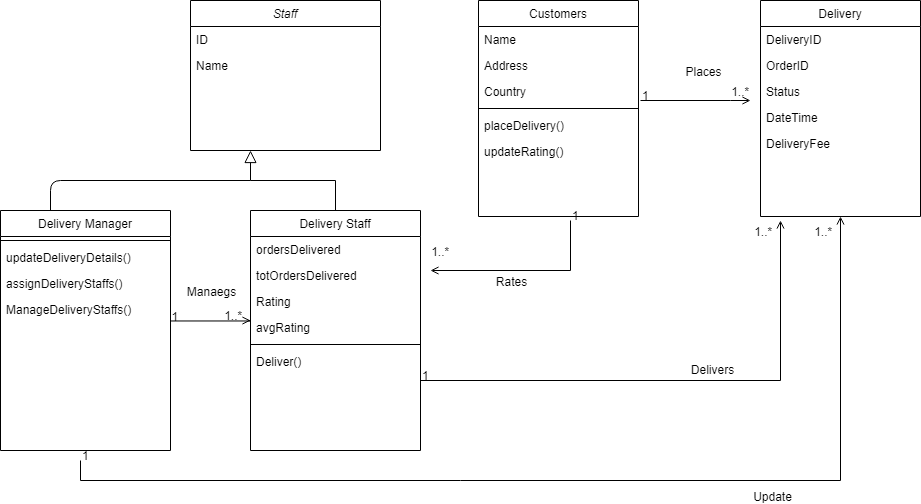 Staff
ID
Name
Customers
Name
Address
Country
placeDelivery()
updateRating()
Delivery
DeliveryID
OrderID
Status
DateTime
DeliveryFee
Places
1
1..*
Delivery Manager
updateDeliveryDetails()
assignDeliveryStaffs()
ManageDeliveryStaffs()
Manaegs
1
1..*
Delivery Staff
ordersDelivered
totOrdersDelivered
Rating
avgRating
Deliver()
1
1..*
Rates
1
1..*
Delivers
1
1..*
Update